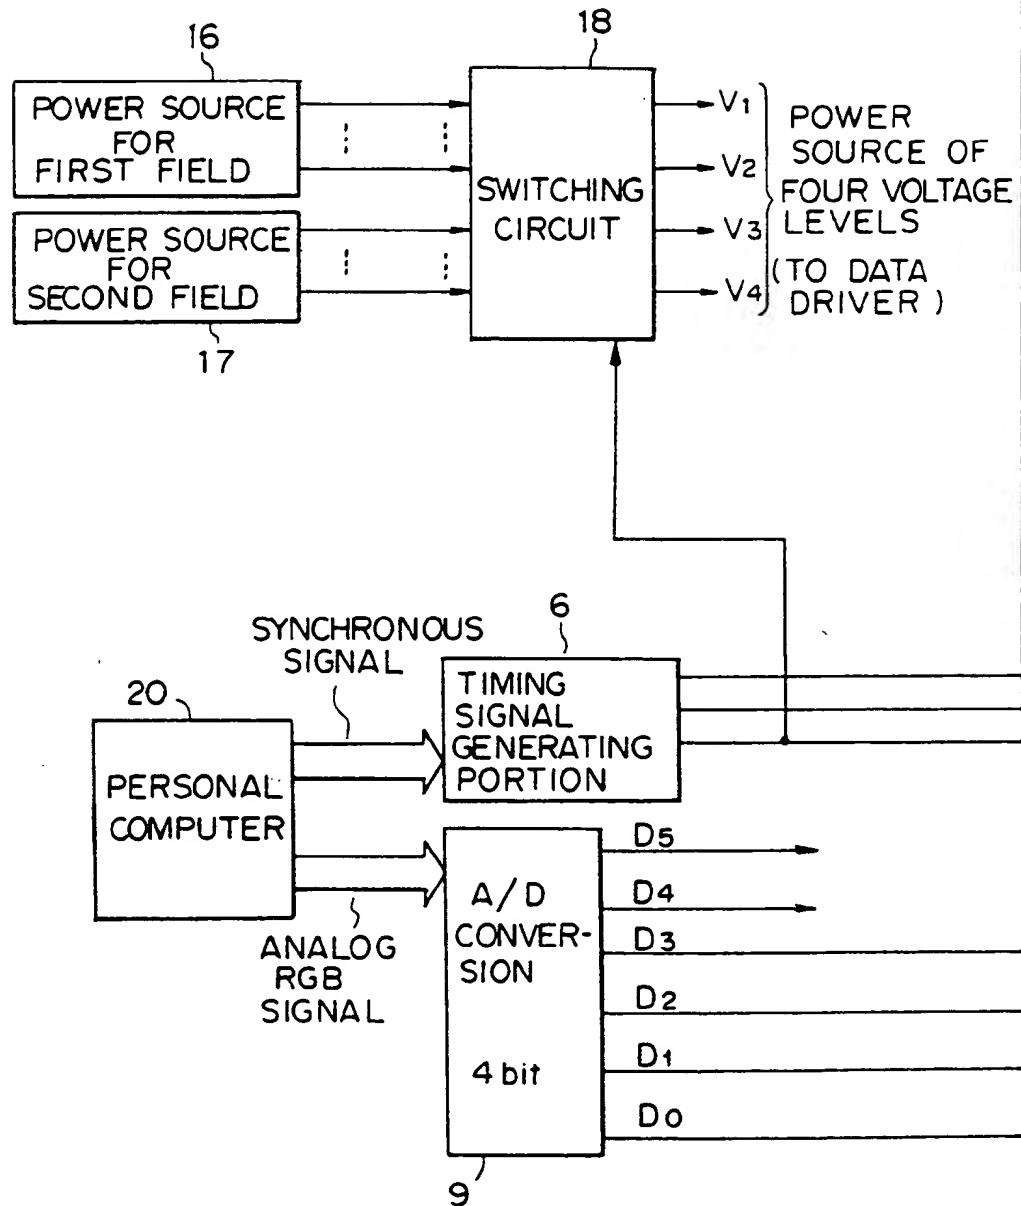 16
POWER SOURCE
FOR
FIRST FIELD
POWER SOURCE
FOR
SECOND FIELD
17
18
SWITCHING
CIRCUIT
V1
V2
V3
V4
POWER
SOURCE OF
FOUR VOLTAGE
LEVELS
(TO DATA
DRIVER)
SYNCHRONOUS
SIGNAL
6
TIMING
SIGNAL
GENERATING
PORTION
20
PERSONAL
COMPUTER
ANALOG
RGB
SIGNAL
A/D
CONVER-
SION
4 bit
9
D5
D4
D3
D2
D1
D0